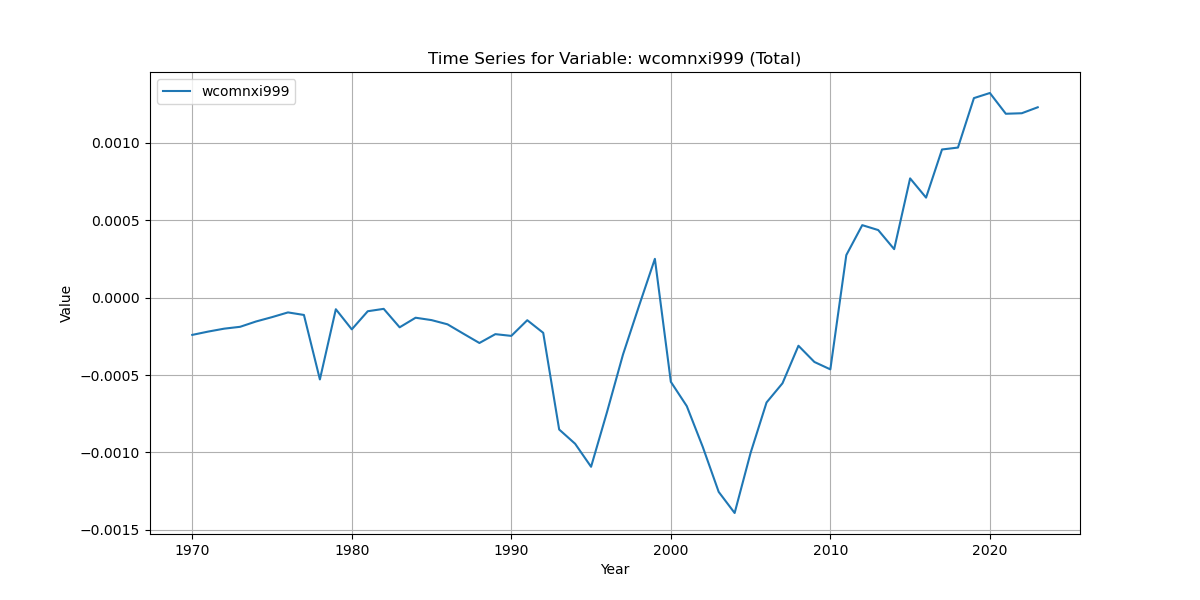 Time Series for Variable: wcomnxi999 (Total)
wcomnxi999
Value
0.0010
0.0005
0.0000
−0.0005
−0.0010
−0.0015
1970 1980 1990 2000 2010 2020
Year